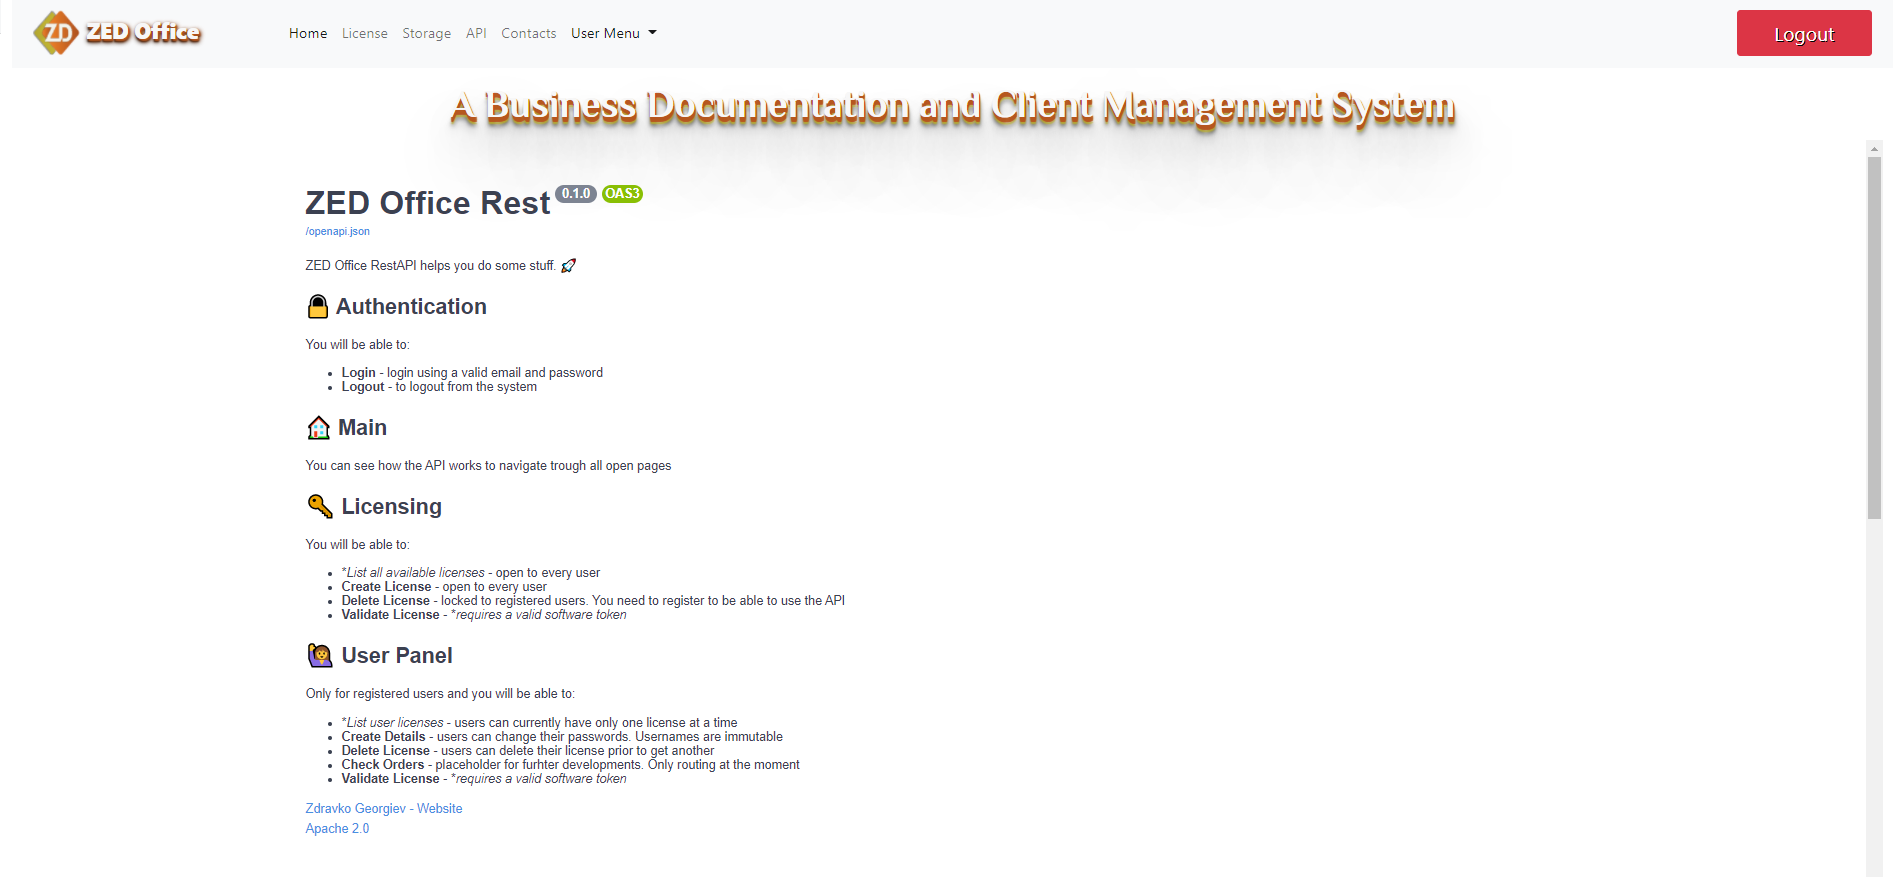 ZD ZED Office
Home License Storage API Contacts User Menu
Logout
A Business Documentation and Client Management System
ZED Office Rest 0.1.0 OAS3
/openapi.json
ZED Office RestAPI helps you do some stuff. 🚀
🔒 Authentication
You will be able to:
• Login - login using a valid email and password
• Logout - to logout from the system
🏠 Main
You can see how the API works to navigate trough all open pages
🔑 Licensing
You will be able to:
• *List all available licenses - open to every user
• Create License - open to every user
• Delete License - locked to registered users. You need to register to be able to use the API
• Validate License - *requires a valid software token
🙋 User Panel
Only for registered users and you will be able to:
• *List user licenses - users can currently have only one license at a time
• Create Details - users can change their passwords. Usernames are immutable
• Delete License - users can delete their license prior to get another
• Check Orders - placeholder for furhter developments. Only routing at the moment
• Validate License - *requires a valid software token
Zdravko Georgiev - Website
Apache 2.0